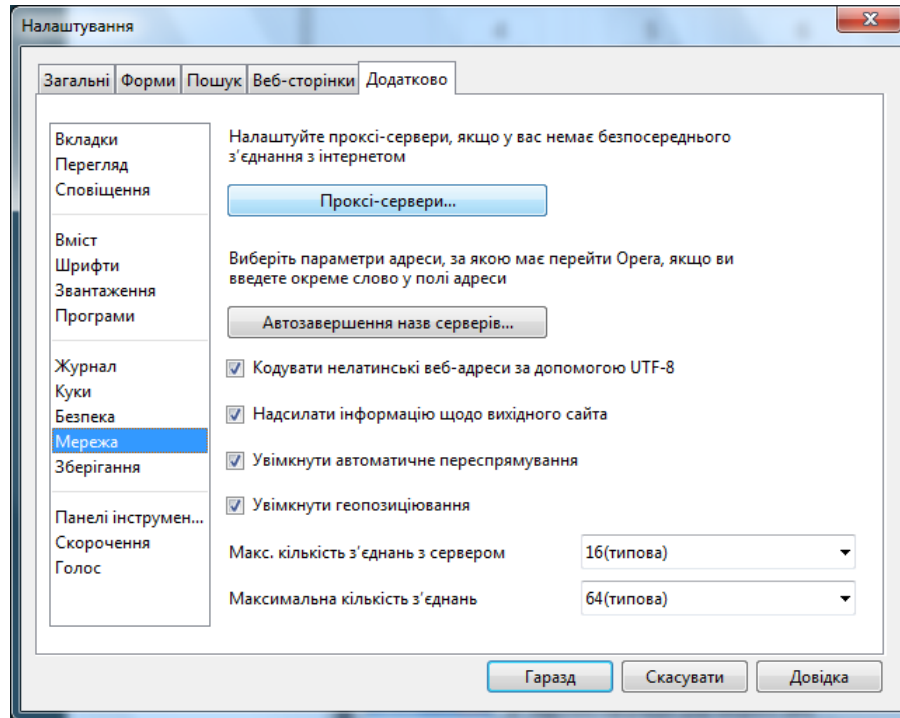 Налаштування
Загальні Форми Пошук Веб-сторінки Додатково
Вкладки
Перегляд
Сповіщення
Вміст
Шрифти
Звантаження
Програми
Журнал
Куки
Безпека
Мережа
Зберігання
Панелі інструмен...
Скорочення
Голос
Налаштуйте проксі-сервери, якщо у вас немає безпосереднього
з’єднання з інтернетом
Проксі-сервери...
Виберіть параметри адреси, за якою має перейти Opera, якщо ви
введете окреме слово у полі адреси
Автозавершення назв серверів...
Кодувати нелатинські веб-адреси за допомогою UTF-8
Надсилати інформацію щодо вихідного сайта
Увімкнути автоматичне переспрямування
Увімкнути геопозиціювання
Макс. кількість з’єднань з сервером 16(типова)
Максимальна кількість з’єднань 64(типова)
Гаразд Скасувати Довідка